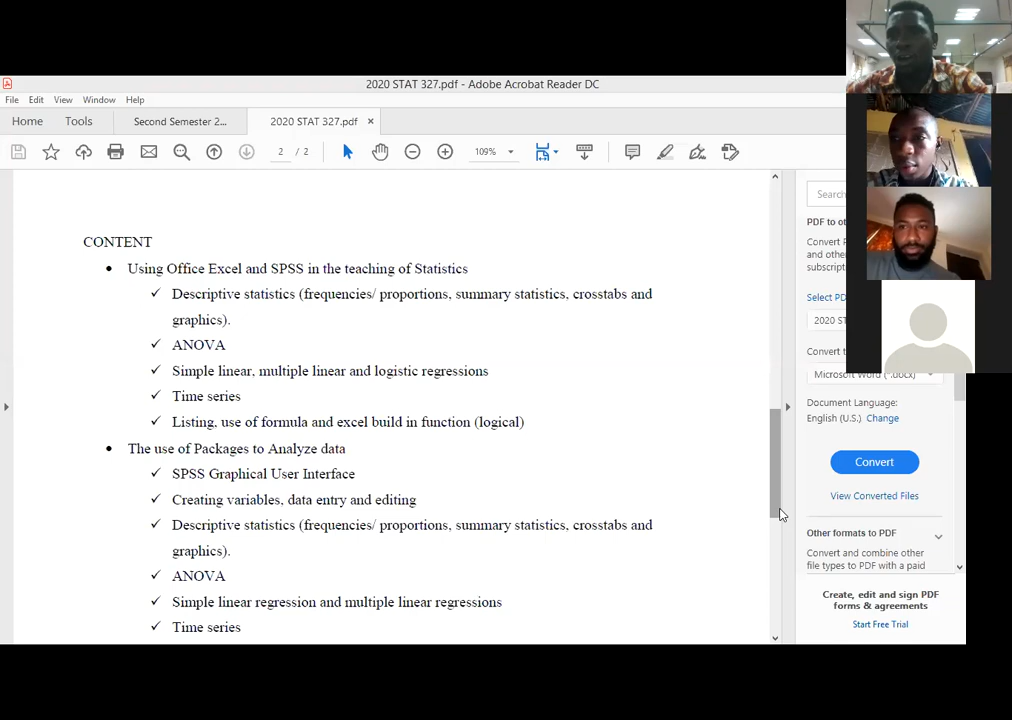 2020 STAT 327.pdf - Adobe Acrobat Reader DC
File Edit View Window Help
Home Tools Second Semester 2... 2020 STAT 327.pdf ×
2 / 2 109%
CONTENT
• Using Office Excel and SPSS in the teaching of Statistics
✓ Descriptive statistics (frequencies/ proportions, summary statistics, crosstabs and
graphics).
✓ ANOVA
✓ Simple linear, multiple linear and logistic regressions
✓ Time series
✓ Listing, use of formula and excel build in function (logical)
• The use of Packages to Analyze data
✓ SPSS Graphical User Interface
✓ Creating variables, data entry and editing
✓ Descriptive statistics (frequencies/ proportions, summary statistics, crosstabs and
graphics).
✓ ANOVA
✓ Simple linear regression and multiple linear regressions
✓ Time series
Search
PDF to
Convert
and othe
subscript
Select PD
2020 ST
Convert t
Microsoft Word (*.docx)
Document Language:
English (U.S.) Change
Convert
View Converted Files
Other formats to PDF
Convert and combine other
file types to PDF with a paid
Create, edit and sign PDF
forms & agreements
Start Free Trial